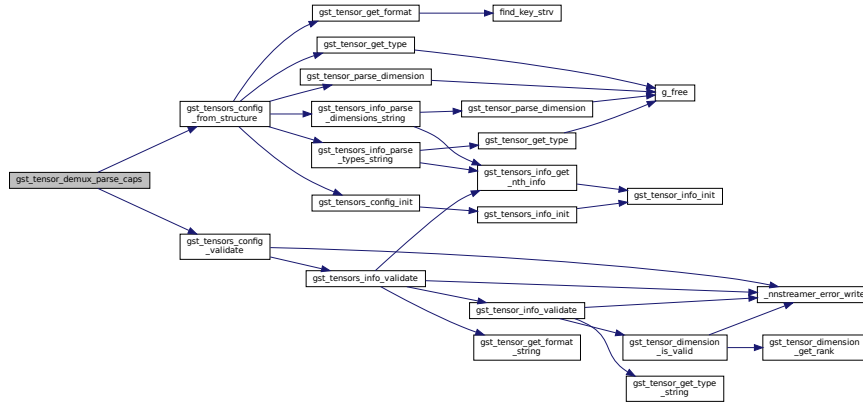 gst_tensor_get_format
find_key_strv
gst_tensor_get_type
gst_tensor_parse_dimension
g_free
gst_tensors_config
_from_structure
gst_tensors_info_parse
_dimensions_string
gst_tensor_parse_dimension
gst_tensor_get_type
gst_tensors_info_parse
_types_string
gst_tensors_info_get
_nth_info
gst_tensor_demux_parse_caps
gst_tensor_info_init
gst_tensors_config_init
gst_tensors_info_init
gst_tensors_config
_validate
gst_tensors_info_validate
_nnstreamer_error_write
gst_tensor_info_validate
gst_tensor_get_format
_string
gst_tensor_dimension
_is_valid
gst_tensor_dimension
_get_rank
gst_tensor_get_type
_string